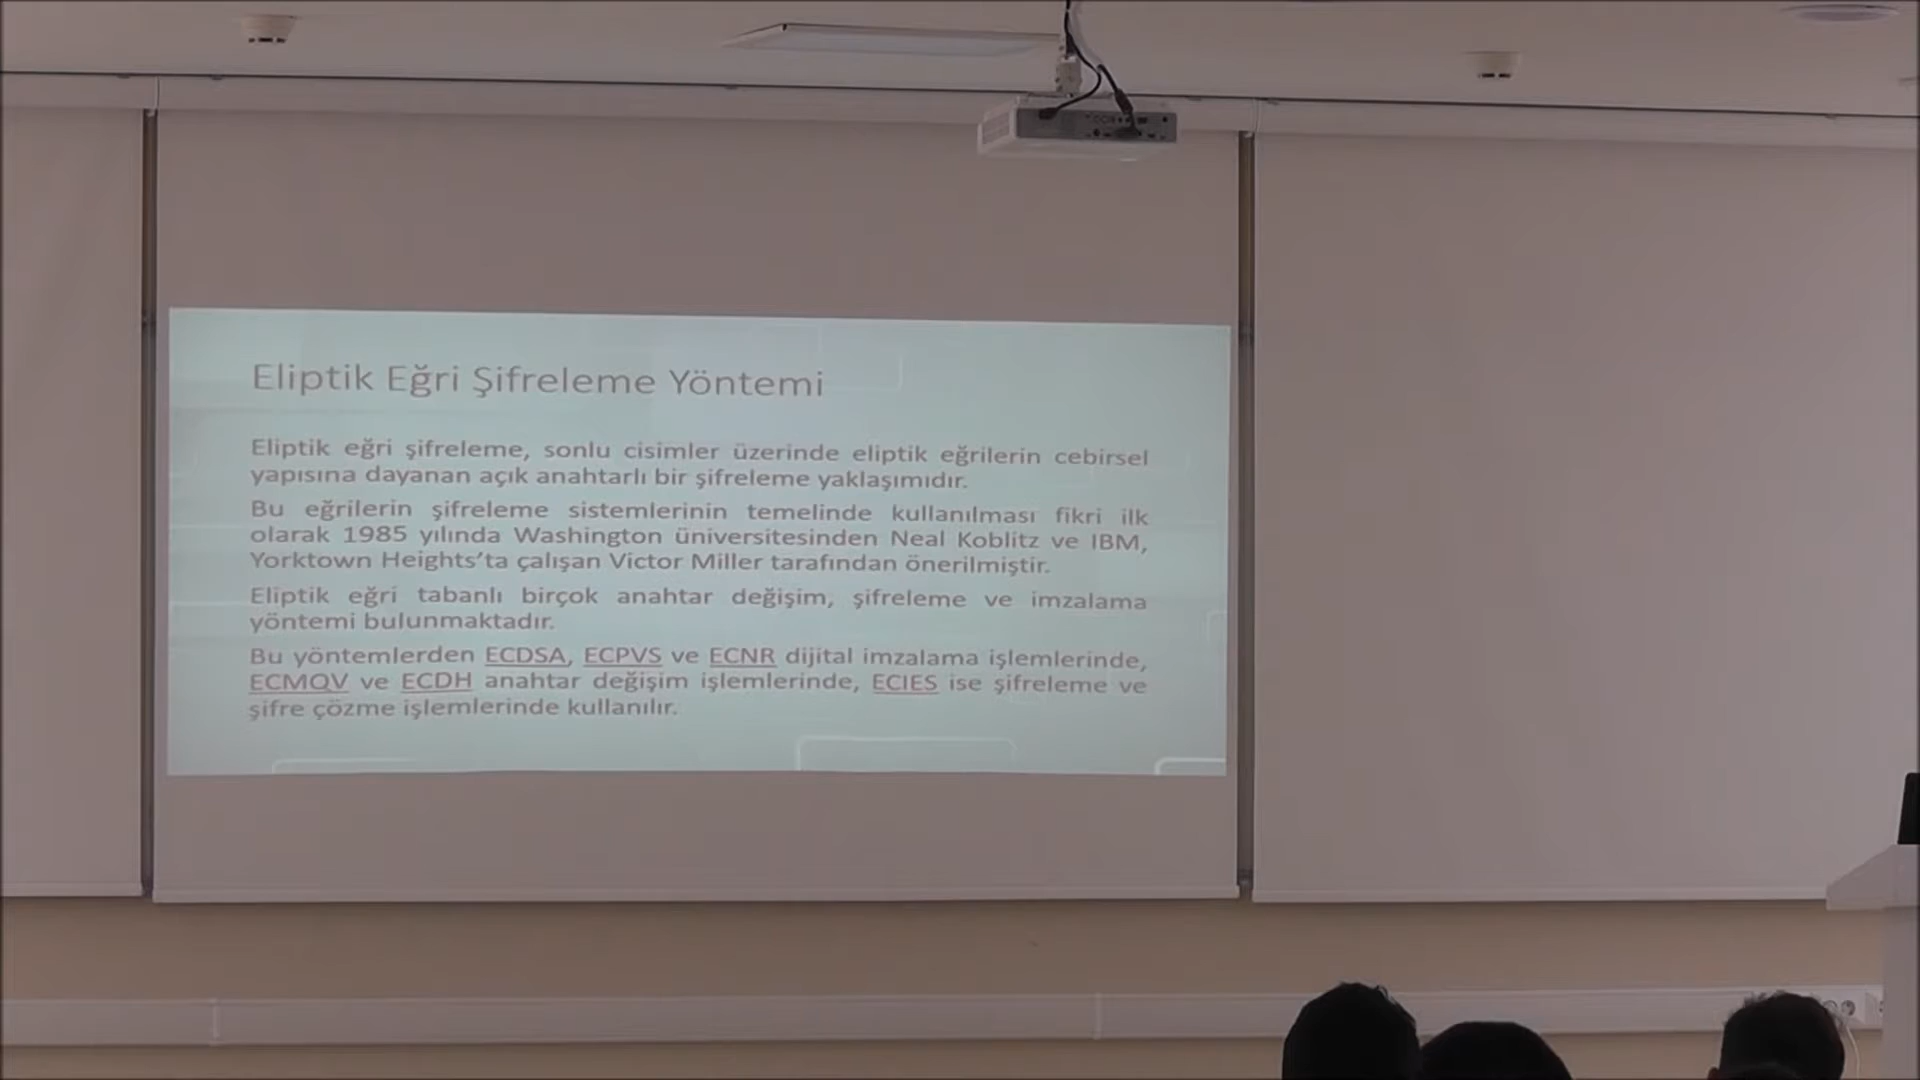 Eliptik Eğri Şifreleme Yöntemi
Eliptik eğri şifreleme, sonlu cisimler üzerinde eliptik eğrilerin cebirsel
yapısına dayanan açık anahtarlı bir şifreleme yaklaşımıdır.
Bu eğrilerin şifreleme sistemlerinin temelinde kullanılması fikri ilk
olarak 1985 yılında Washington üniversitesinden Neal Koblitz ve IBM,
Yorktown Heights’ta çalışan Victor Miller tarafından önerilmiştir.
Eliptik eğri tabanlı birçok anahtar değişim, şifreleme ve imzalama
yöntemi bulunmaktadır.
Bu yöntemlerden ECDSA, ECPVS ve ECNR dijital imzalama işlemlerinde,
ECMQV ve ECDH anahtar değişim işlemlerinde, ECIES ise şifreleme ve
şifre çözme işlemlerinde kullanılır.